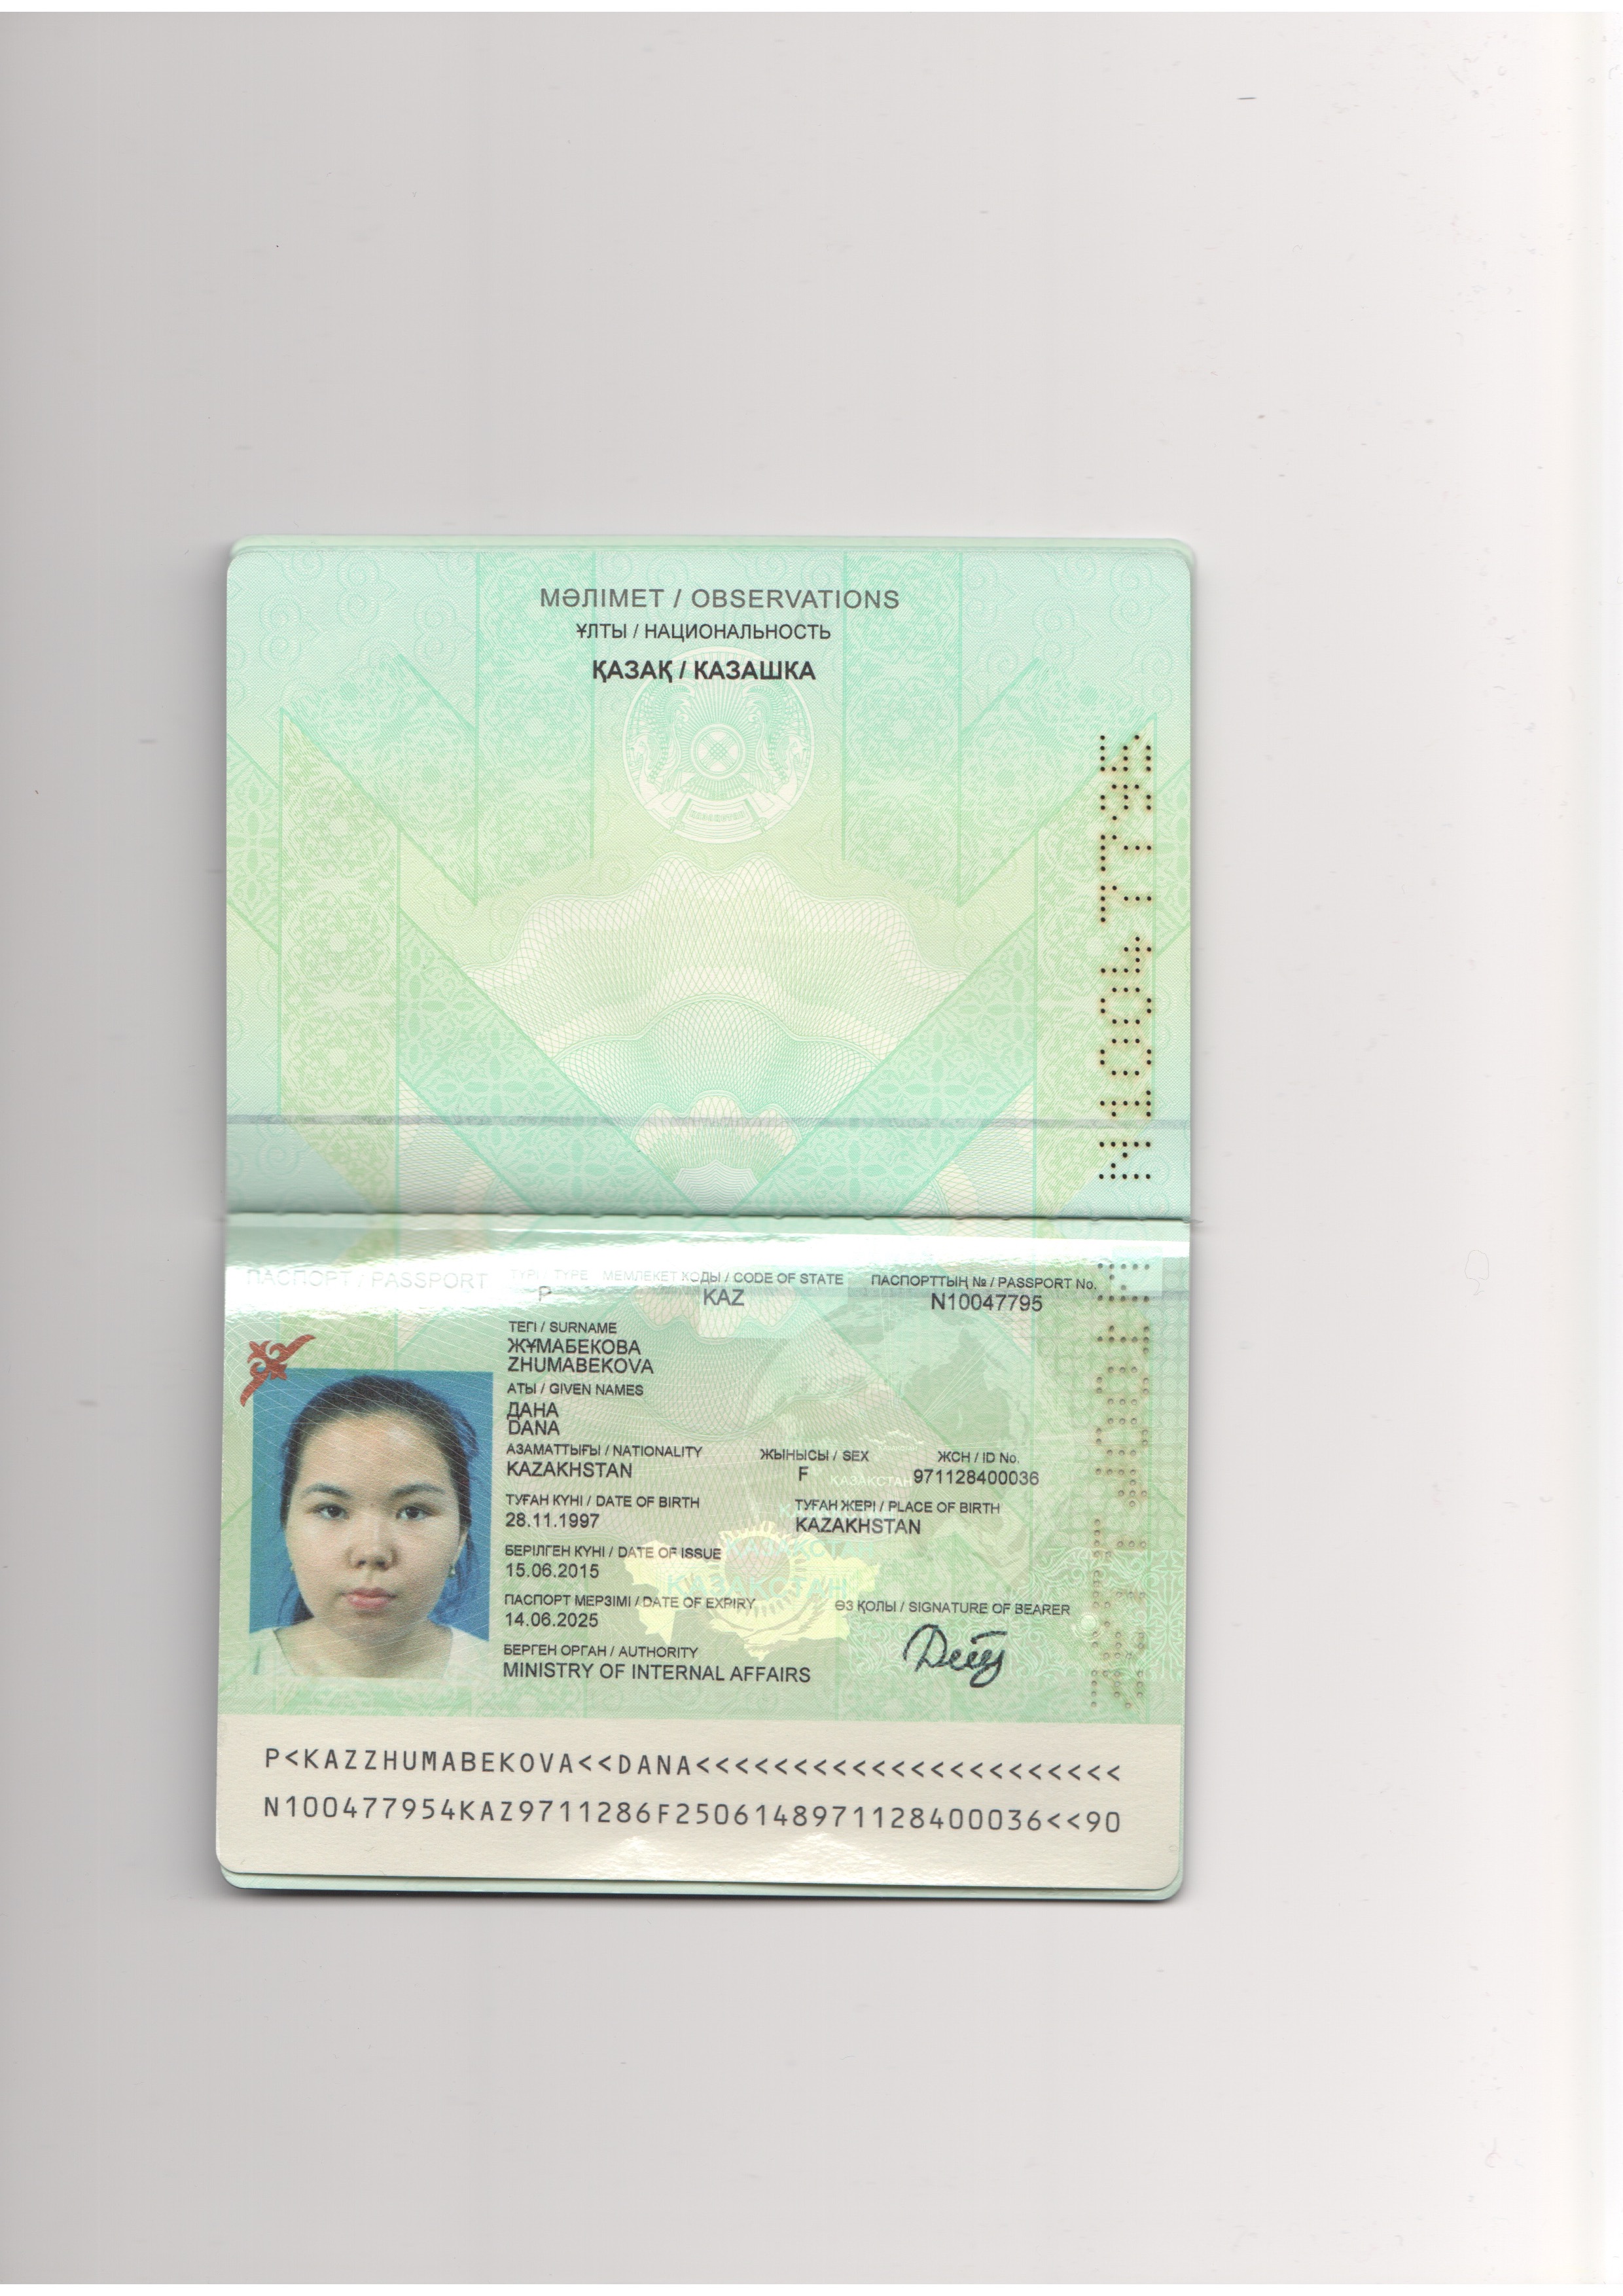 МӘЛІМЕТ / OBSERVATIONS
ҰЛТЫ / НАЦИОНАЛЬНОСТЬ
ҚАЗАҚ / КАЗАШКА
N10047795
ПАСПОРТ / PASSPORT
ТҮРІ / TYPE МЕМЛЕКЕТ КОДЫ / CODE OF STATE ПАСПОРТТЫҢ № / PASSPORT No.
P KAZ N10047795
ТЕГІ / SURNAME
ЖҰМАБЕКОВА
ZHUMABEKOVA
АТЫ / GIVEN NAMES
ДАНА
DANA
АЗАМАТТЫҒЫ / NATIONALITY ЖЫНЫСЫ / SEX ЖСН / ID No.
KAZAKHSTAN F 971128400036
ТУҒАН КҮНІ / DATE OF BIRTH ТУҒАН ЖЕРІ / PLACE OF BIRTH
28.11.1997 KAZAKHSTAN
БЕРІЛГЕН КҮНІ / DATE OF ISSUE
15.06.2015
ПАСПОРТ МЕРЗІМІ / DATE OF EXPIRY ӨЗ ҚОЛЫ / SIGNATURE OF BEARER
14.06.2025
БЕРГЕН ОРГАН / AUTHORITY
MINISTRY OF INTERNAL AFFAIRS
ҚАЗАҚСТАН
P<KAZZHUMABEKOVA<<DANA<<<<<<<<<<<<<<<<<<<<<<
N100477954KAZ9711286F2506148971128400036<<90